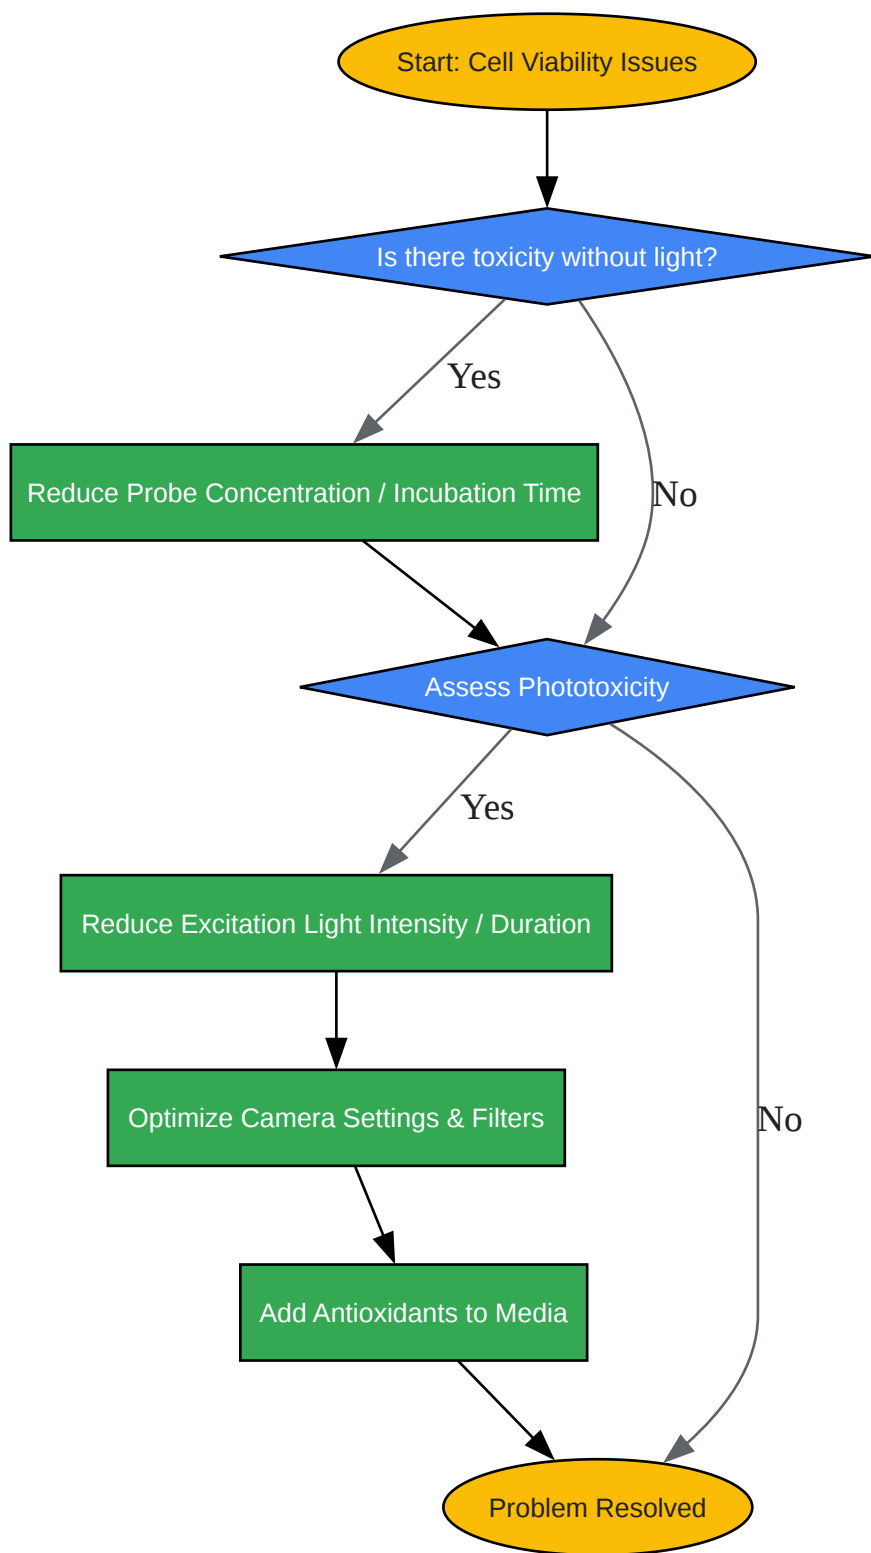 Start: Cell Viability Issues
Is there toxicity without light?
Yes
Reduce Probe Concentration / Incubation Time
No
Assess Phototoxicity
Yes
Reduce Excitation Light Intensity / Duration
Optimize Camera Settings & Filters
No
Add Antioxidants to Media
Problem Resolved